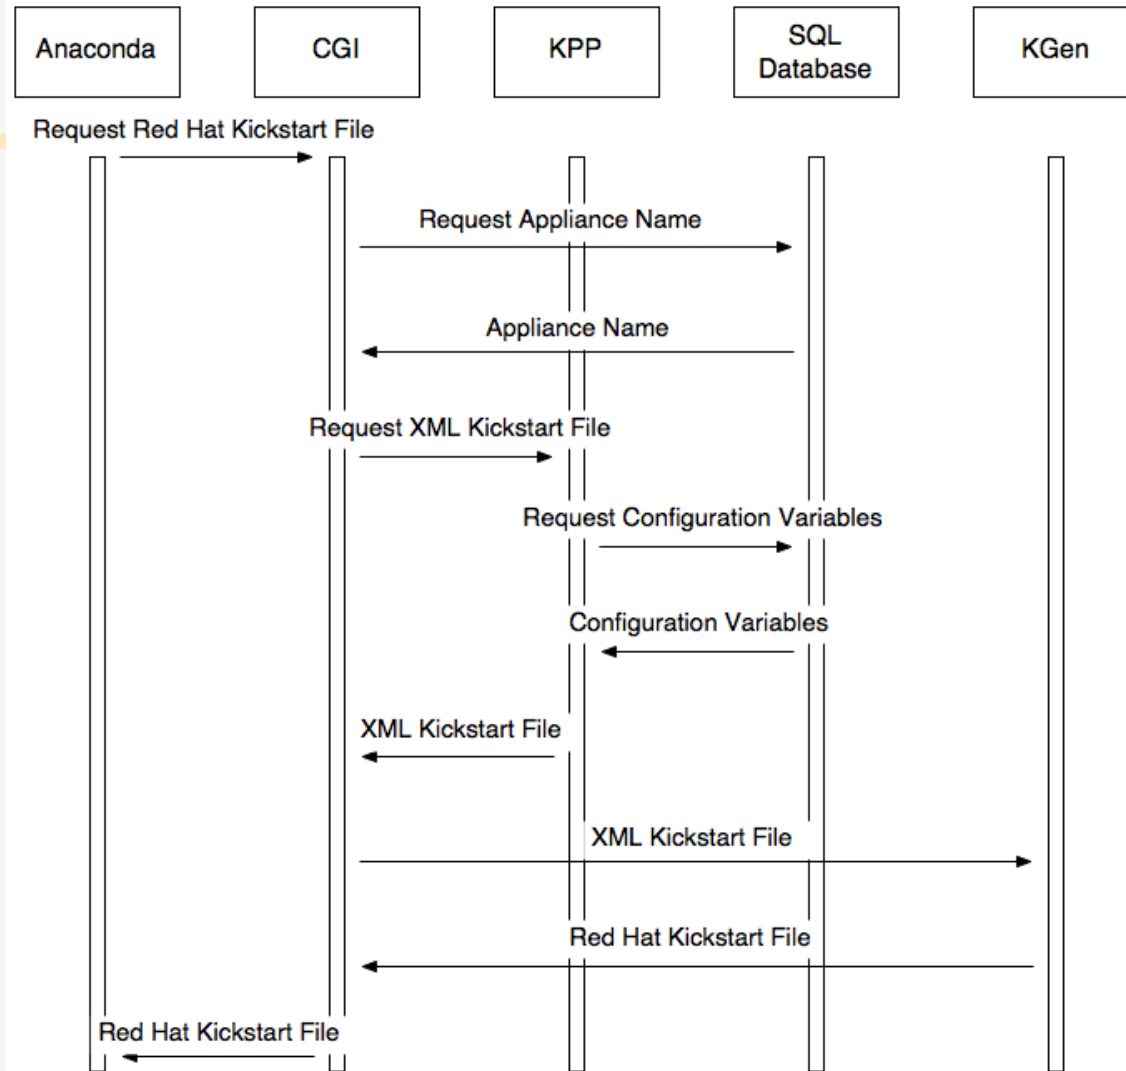 Anaconda
CGI
KPP
SQL
Database
KGen
Request Red Hat Kickstart File
Request Appliance Name
Appliance Name
Request XML Kickstart File
Request Configuration Variables
Configuration Variables
XML Kickstart File
XML Kickstart File
Red Hat Kickstart File
Red Hat Kickstart File